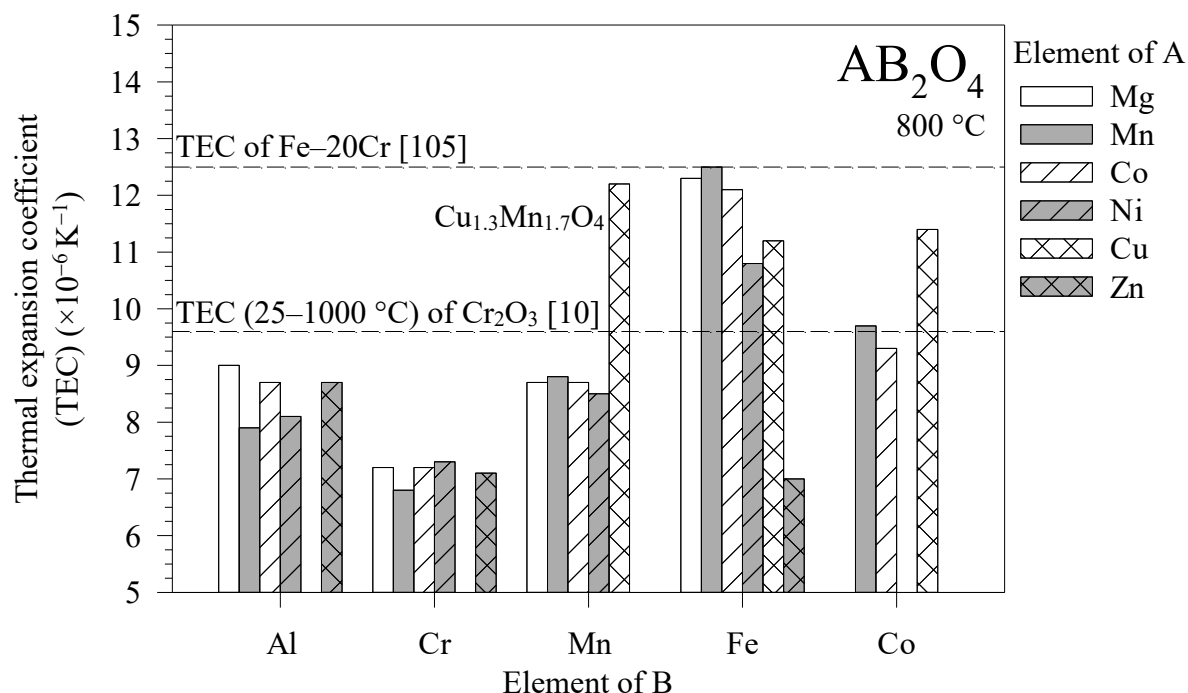 Thermal expansion coefficient
(TEC) (×10⁻⁶K⁻¹)
15
14
13
12
11
10
9
8
7
6
5
AB₂O₄
800 °C
TEC of Fe–20Cr [105]
Cu₁.₃Mn₁.₇O₄
TEC (25–1000 °C) of Cr₂O₃ [10]
Al Cr Mn Fe Co
Element of B
Element of A
Mg
Mn
Co
Ni
Cu
Zn